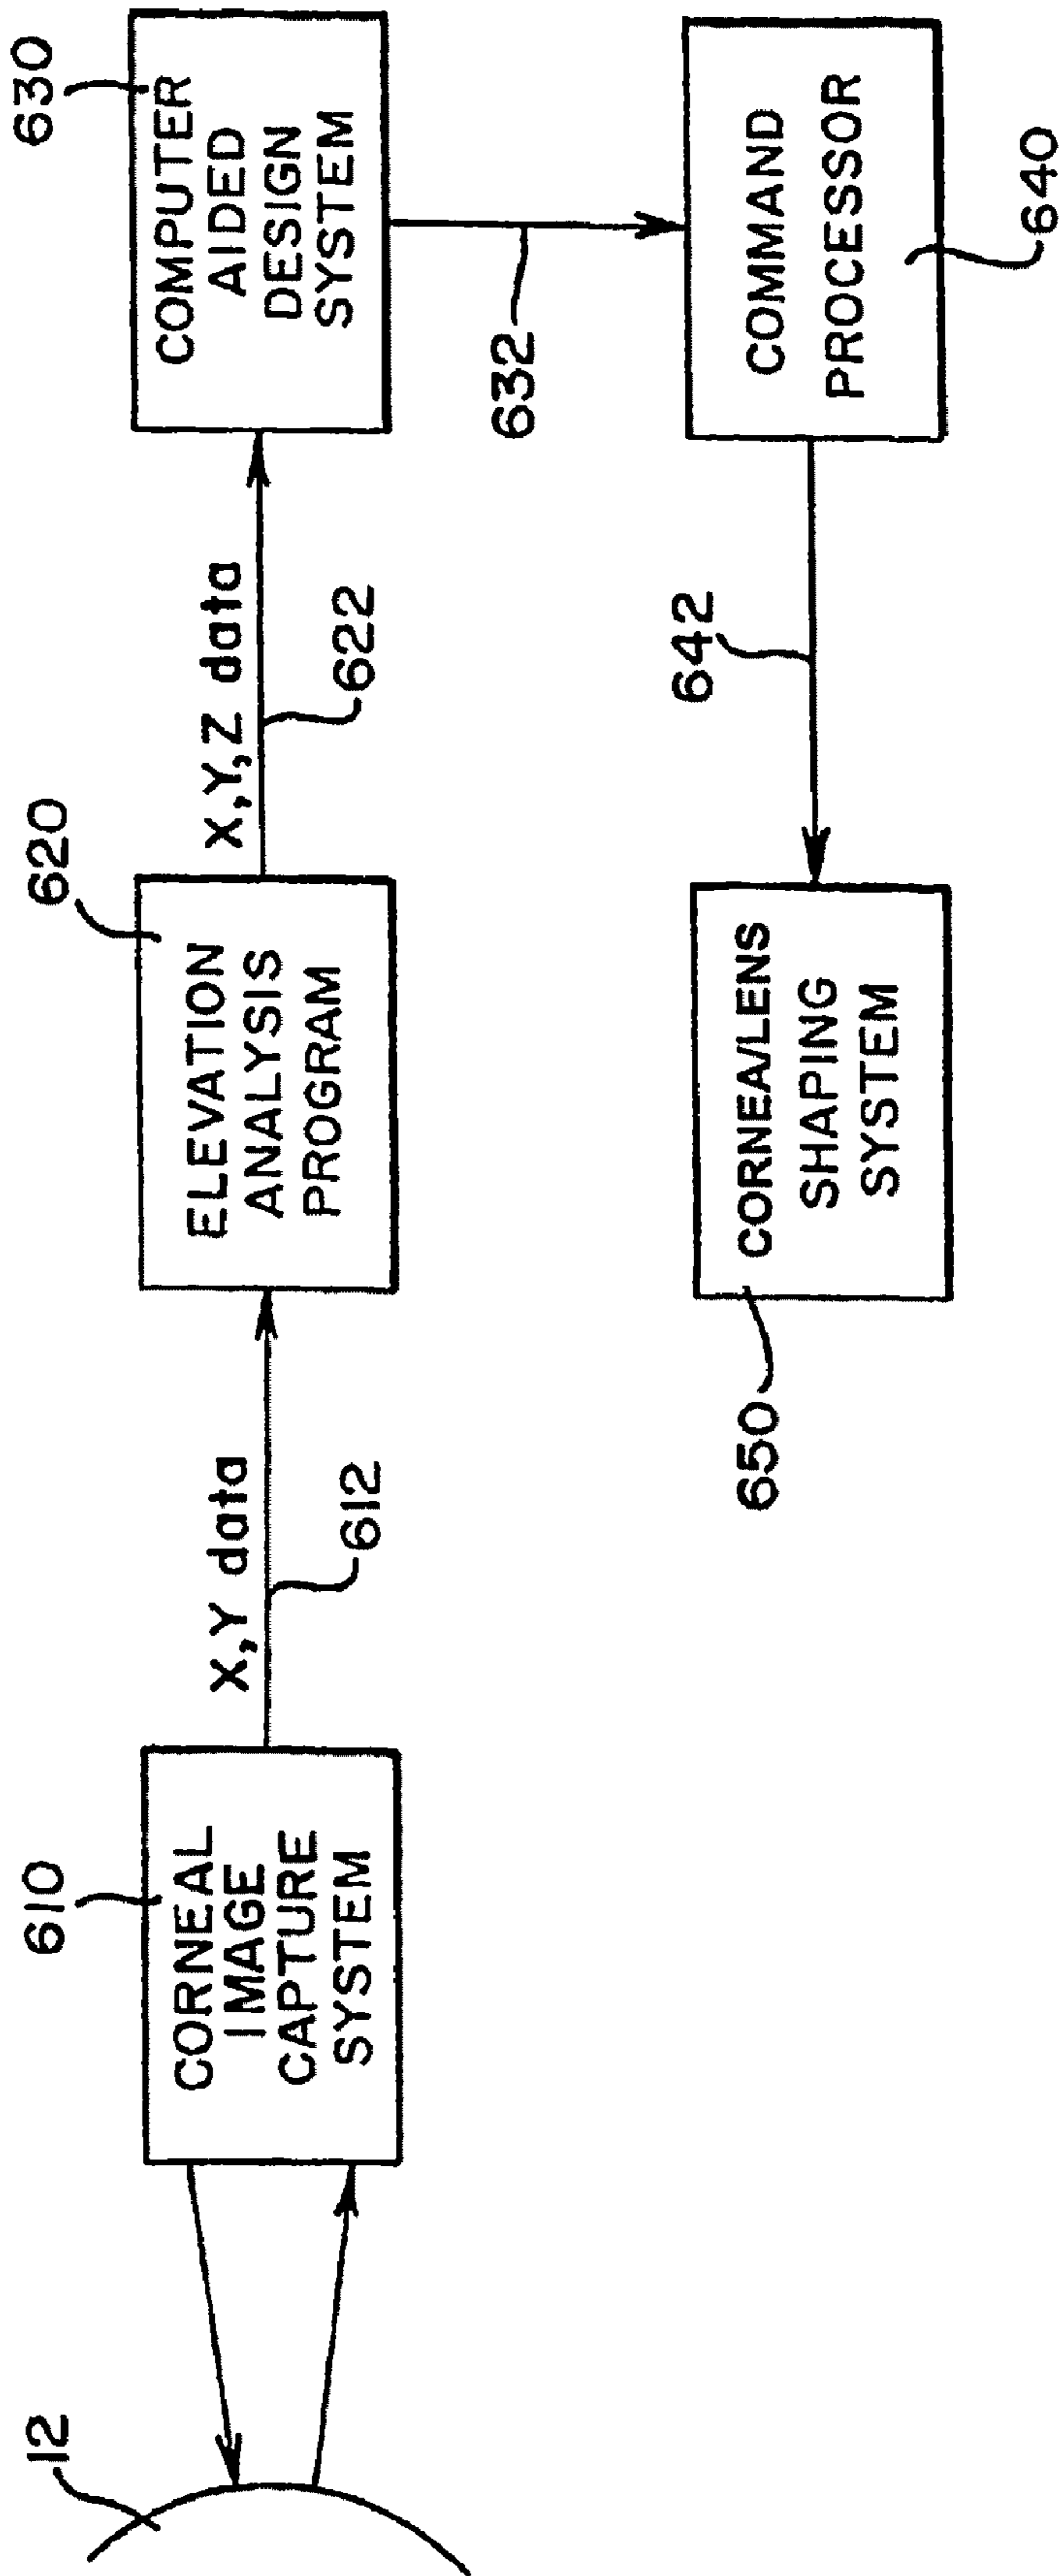 12
610
CORNEAL
IMAGE
CAPTURE
SYSTEM
X,Y data
612
620
ELEVATION
ANALYSIS
PROGRAM
X,Y,Z data
622
630
COMPUTER
AIDED
DESIGN
SYSTEM
632
COMMAND
PROCESSOR
640
642
CORNEA/LENS
SHAPING
SYSTEM
650